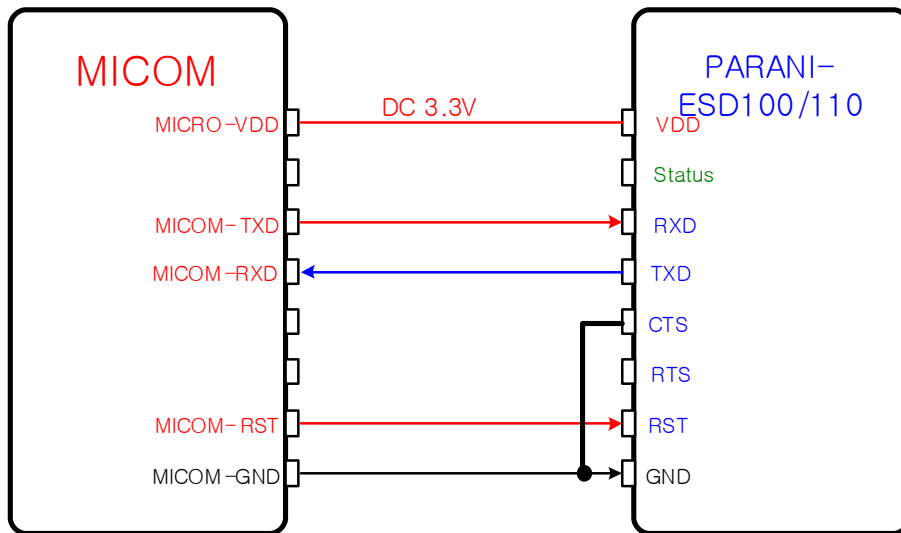 MICOM
PARANI-
ESD100/110
DC 3.3V
MICRO-VDD
VDD
Status
MICOM-TXD
RXD
MICOM-RXD
TXD
CTS
RTS
MICOM-RST
RST
MICOM-GND
GND